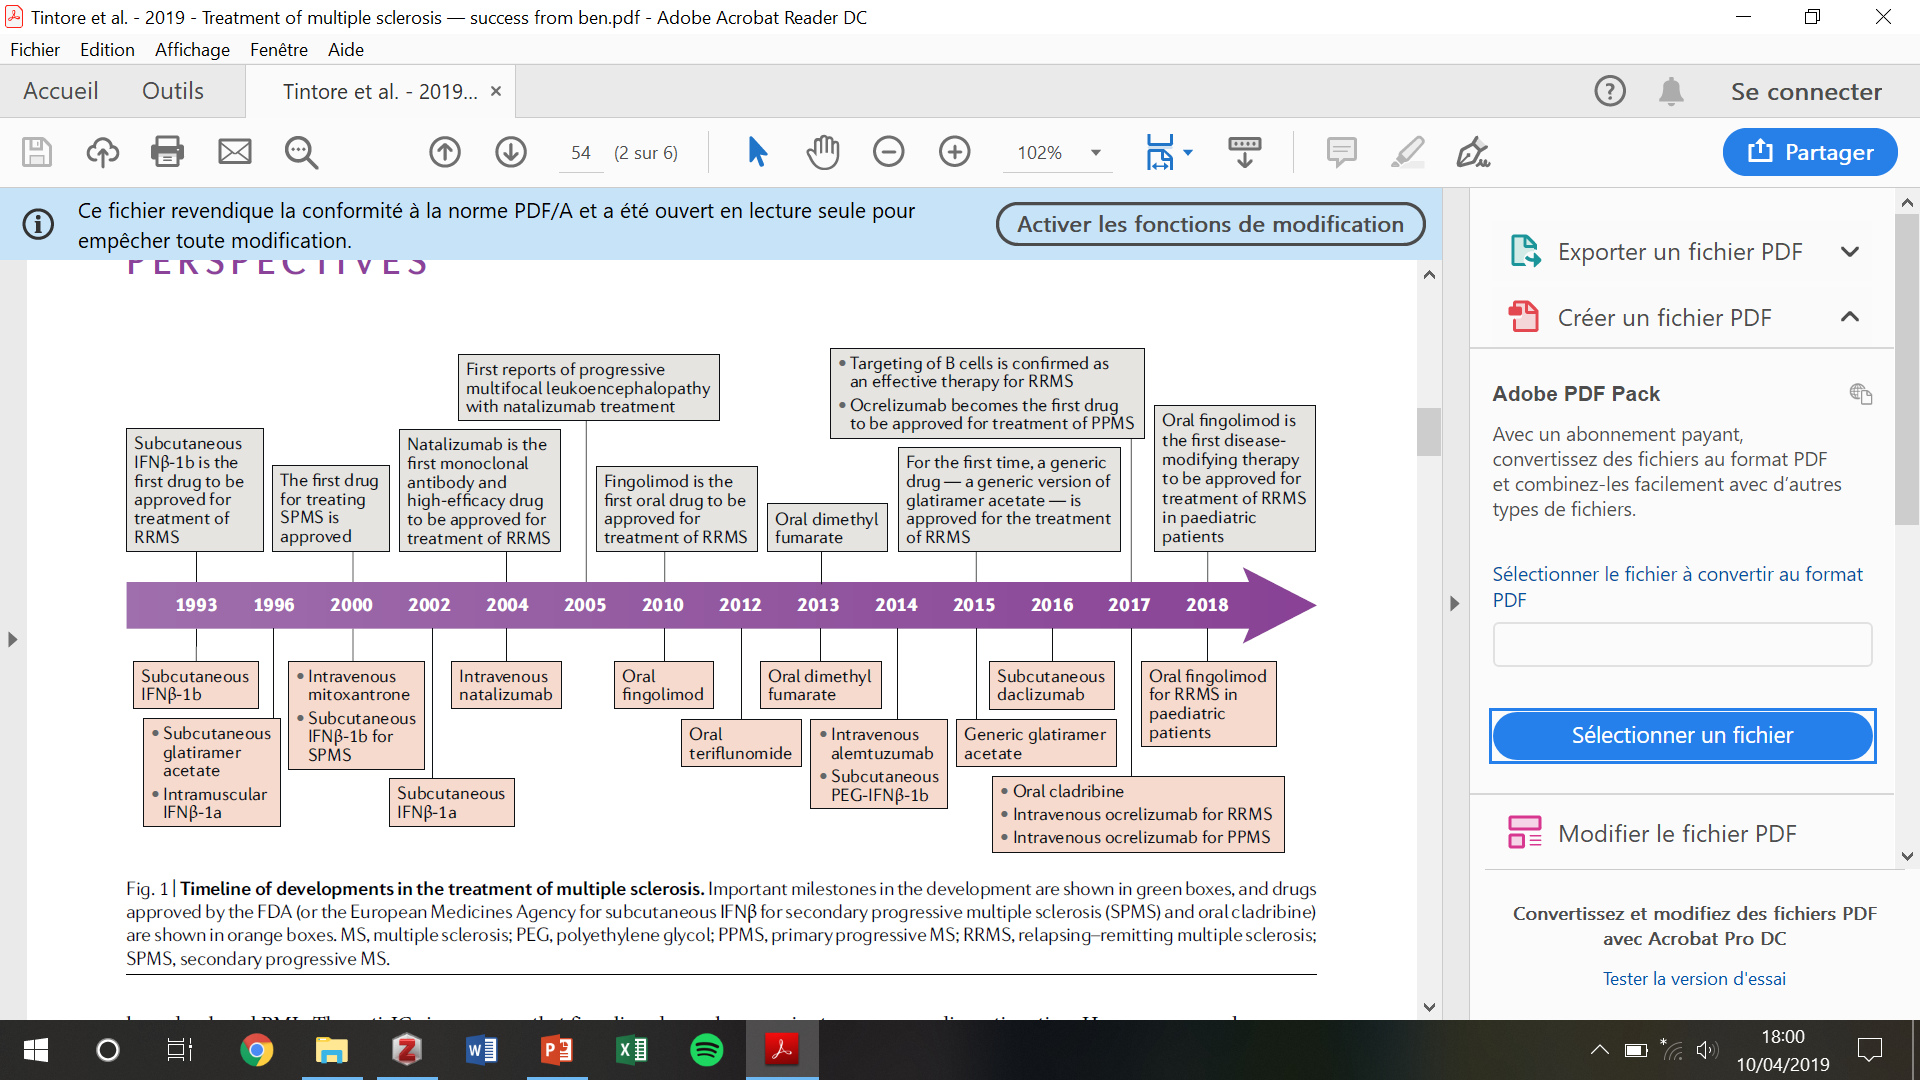 Tintore et al. - 2019 - Treatment of multiple sclerosis — success from ben.pdf - Adobe Acrobat Reader DC
Fichier Edition Affichage Fenêtre Aide
Accueil Outils Tintore et al. - 2019... × Se connecter
54 (2 sur 6) 102% Partager
Ce fichier revendique la conformité à la norme PDF/A et a été ouvert en lecture seule pour
empêcher toute modification.
Activer les fonctions de modification
PERSPECTIVES
First reports of progressive
multifocal leukoencephalopathy
with natalizumab treatment
• Targeting of B cells is confirmed as
an effective therapy for RRMS
• Ocrelizumab becomes the first drug
to be approved for treatment of PPMS
Subcutaneous
IFNβ-1b is the
first drug to be
approved for
treatment of
RRMS
The first drug
for treating
SPMS is
approved
Natalizumab is the
first monoclonal
antibody and
high-efficacy drug
to be approved for
treatment of RRMS
Fingolimod is the
first oral drug to be
approved for
treatment of RRMS
Oral dimethyl
fumarate
For the first time, a generic
drug — a generic version of
glatiramer acetate — is
approved for the treatment
of RRMS
Oral fingolimod is
the first disease-
modifying therapy
to be approved for
treatment of RRMS
in paediatric
patients
1993 1996 2000 2002 2004 2005 2010 2012 2013 2014 2015 2016 2017 2018
Subcutaneous
IFNβ-1b
• Subcutaneous
glatiramer
acetate
• Intramuscular
IFNβ-1a
• Intravenous
mitoxantrone
• Subcutaneous
IFNβ-1b for
SPMS
Subcutaneous
IFNβ-1a
Intravenous
natalizumab
Oral
fingolimod
Oral
teriflunomide
Oral dimethyl
fumarate
• Intravenous
alemtuzumab
• Subcutaneous
PEG-IFNβ-1b
Generic glatiramer
acetate
Subcutaneous
daclizumab
• Oral cladribine
• Intravenous ocrelizumab for RRMS
• Intravenous ocrelizumab for PPMS
Oral fingolimod
for RRMS in
paediatric
patients
Fig. 1 | Timeline of developments in the treatment of multiple sclerosis. Important milestones in the development are shown in green boxes, and drugs
approved by the FDA (or the European Medicines Agency for subcutaneous IFNβ for secondary progressive multiple sclerosis (SPMS) and oral cladribine)
are shown in orange boxes. MS, multiple sclerosis; PEG, polyethylene glycol; PPMS, primary progressive MS; RRMS, relapsing–remitting multiple sclerosis;
SPMS, secondary progressive MS.
Exporter un fichier PDF
Créer un fichier PDF
Adobe PDF Pack
Avec un abonnement payant,
convertissez des fichiers au format PDF
et combinez-les facilement avec d’autres
types de fichiers.
Sélectionner le fichier à convertir au format
PDF
Sélectionner un fichier
Modifier le fichier PDF
Convertissez et modifiez des fichiers PDF
avec Acrobat Pro DC
Tester la version d'essai
18:00
10/04/2019